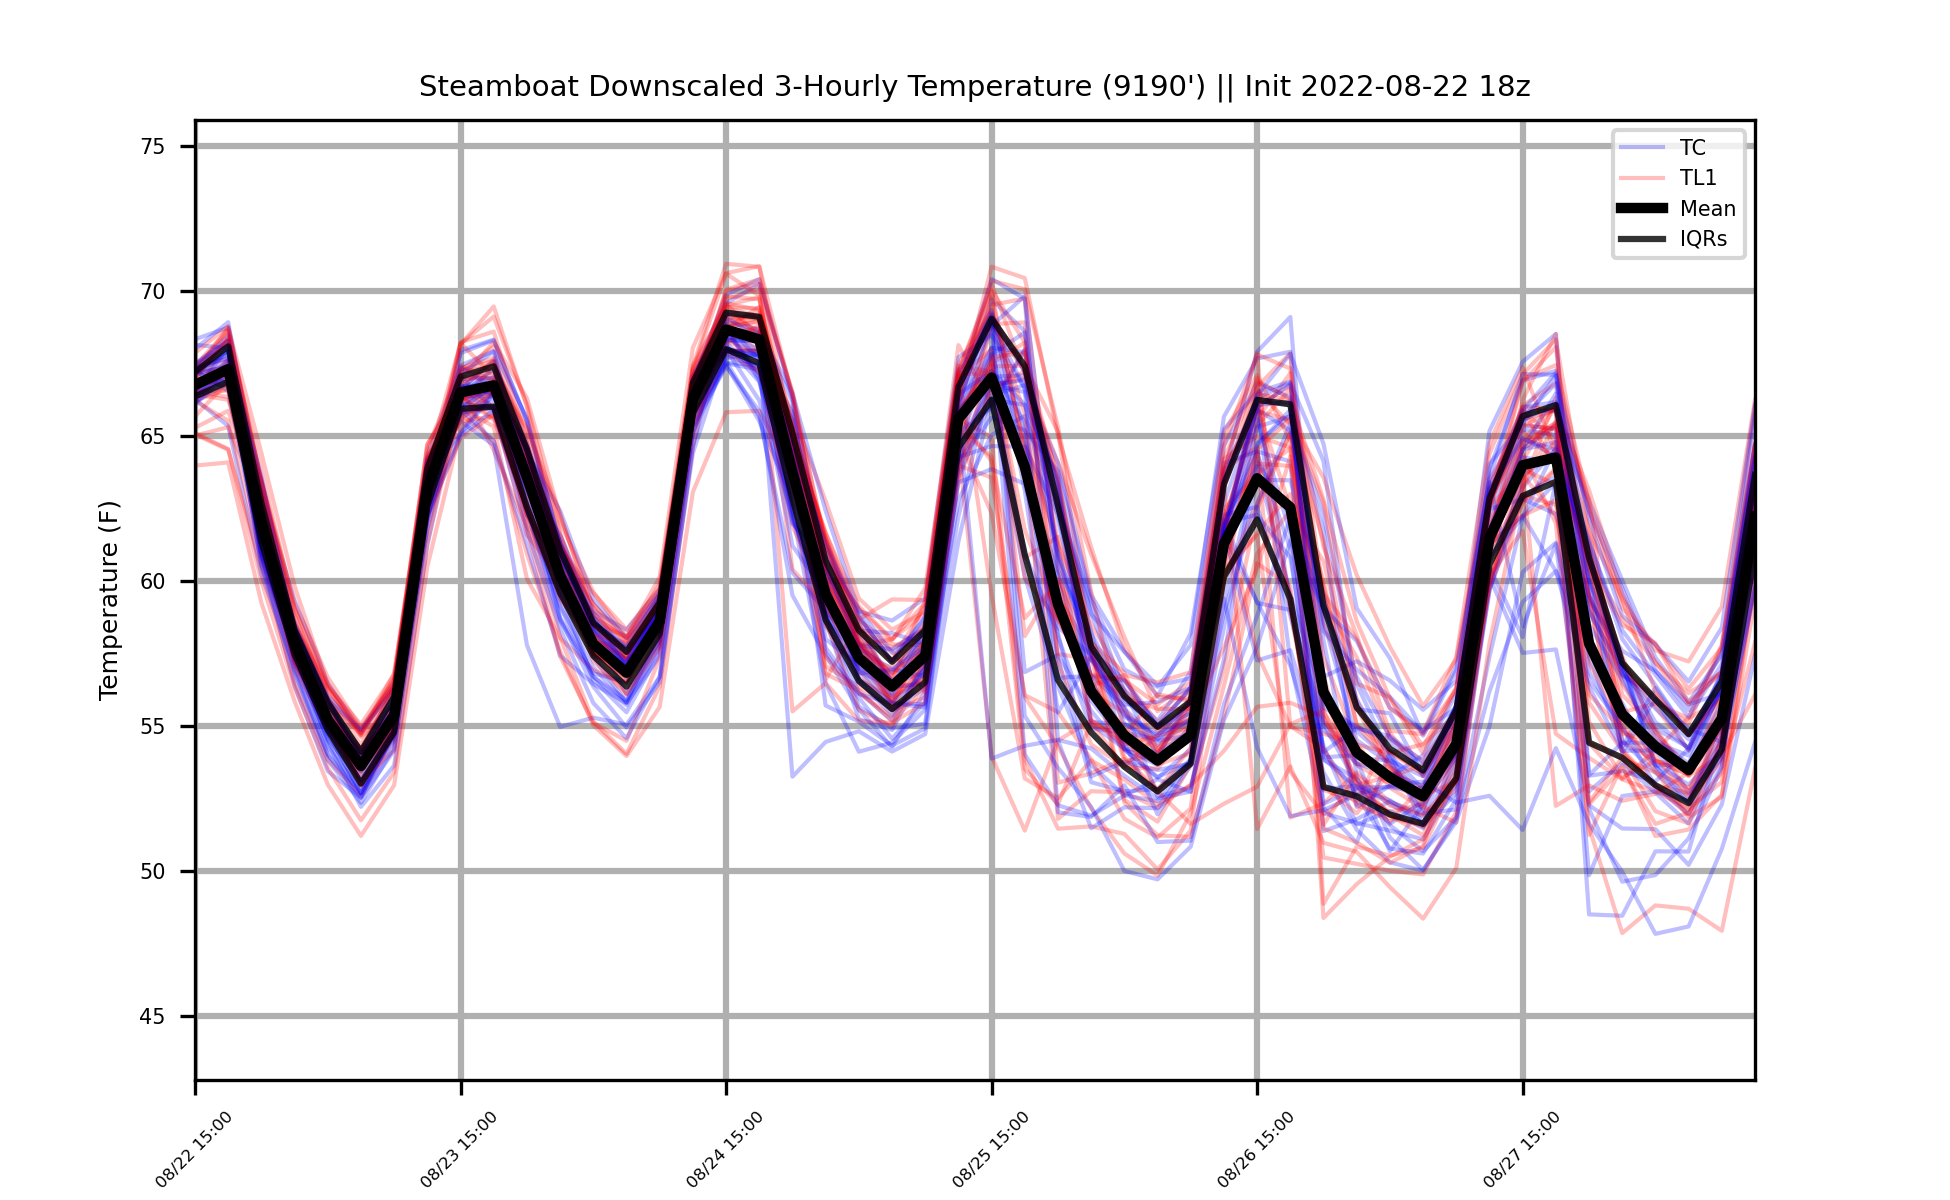 Steamboat Downscaled 3-Hourly Temperature (9190') || Init 2022-08-22 18z
TC
TL1
Mean
IQRs
Temperature (F)
75
70
65
60
55
50
45
08/22 15:00
08/23 15:00
08/24 15:00
08/25 15:00
08/26 15:00
08/27 15:00